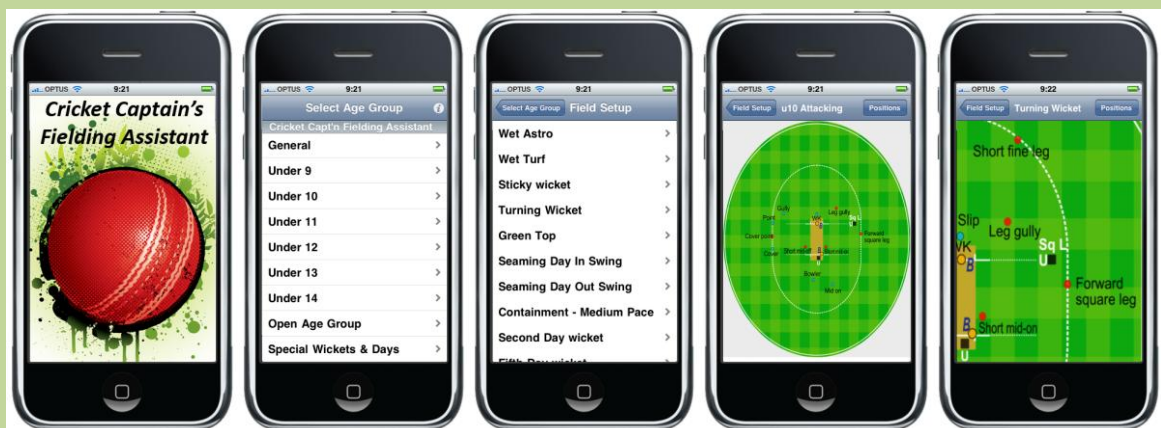 OPTUS 9:21
Cricket Captain's
Fielding Assistant
OPTUS 9:21
Select Age Group
Cricket Capt'n Fielding Assistant
General
Under 9
Under 10
Under 11
Under 12
Under 13
Under 14
Open Age Group
Special Wickets & Days
OPTUS 9:21
Select Age Group Field Setup
Wet Astro
Wet Turf
Sticky wicket
Turning Wicket
Green Top
Seaming Day In Swing
Seaming Day Out Swing
Containment - Medium Pace
Second Day wicket
Fifth Day wicket
OPTUS 9:21
Field Setup u10 Attacking Positions
Gully
Leg gully
Point
WK
Sq L
B
U
Cover point
Forward
square leg
Cover
B
U
Bowler
Mid on
OPTUS 9:22
Field Setup Turning Wicket Positions
Short fine leg
Slip
Leg gully
WK
Sq L
B
U
Forward
square leg
B
Short mid-on
U